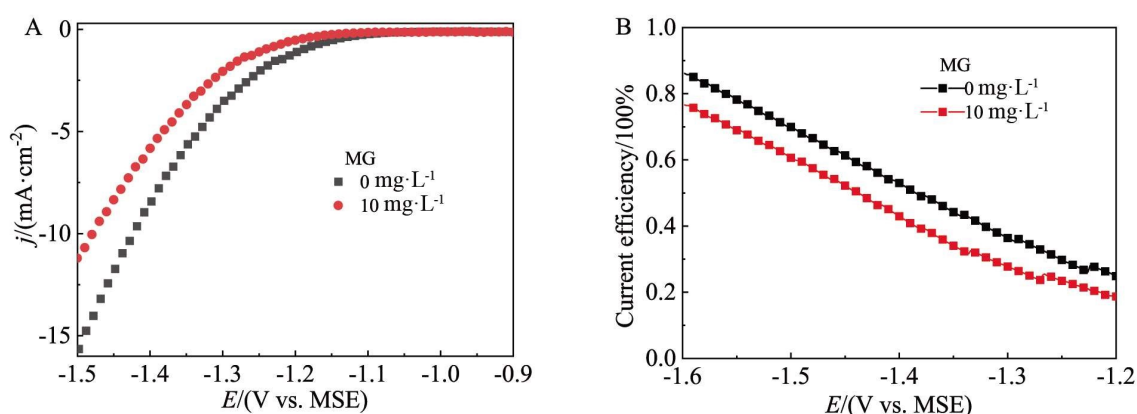 A
0
-5
-10
-15
j/(mA·cm⁻²)
MG
0 mg·L⁻¹
10 mg·L⁻¹
-1.5 -1.4 -1.3 -1.2 -1.1 -1.0 -0.9
E/(V vs. MSE)
B
1.0
0.8
0.6
0.4
0.2
0.0
Current efficiency/100%
MG
0 mg·L⁻¹
10 mg·L⁻¹
-1.6 -1.5 -1.4 -1.3 -1.2
E/(V vs. MSE)